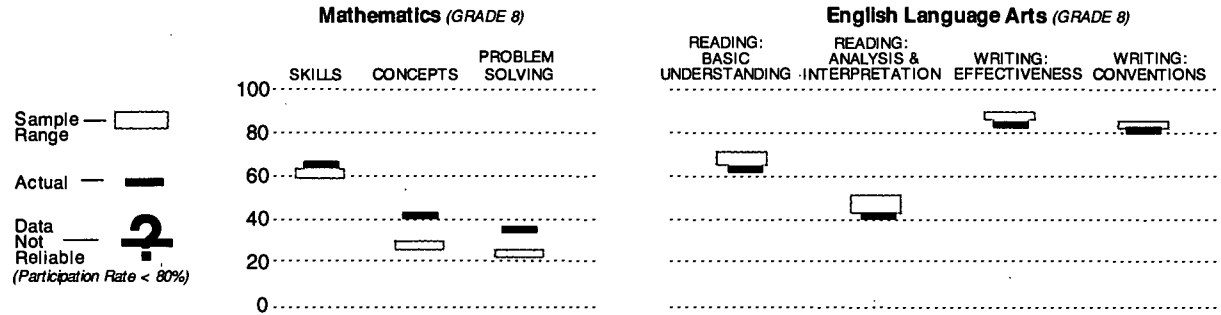 Mathematics (GRADE 8)
SKILLS
CONCEPTS
PROBLEM
SOLVING
English Language Arts (GRADE 8)
READING:
BASIC
UNDERSTANDING
READING:
ANALYSIS &
INTERPRETATION
WRITING:
EFFECTIVENESS
WRITING:
CONVENTIONS
100
80
60
40
20
0
Sample
Range
Actual
Data
Not
Reliable
?
(Participation Rate < 80%)